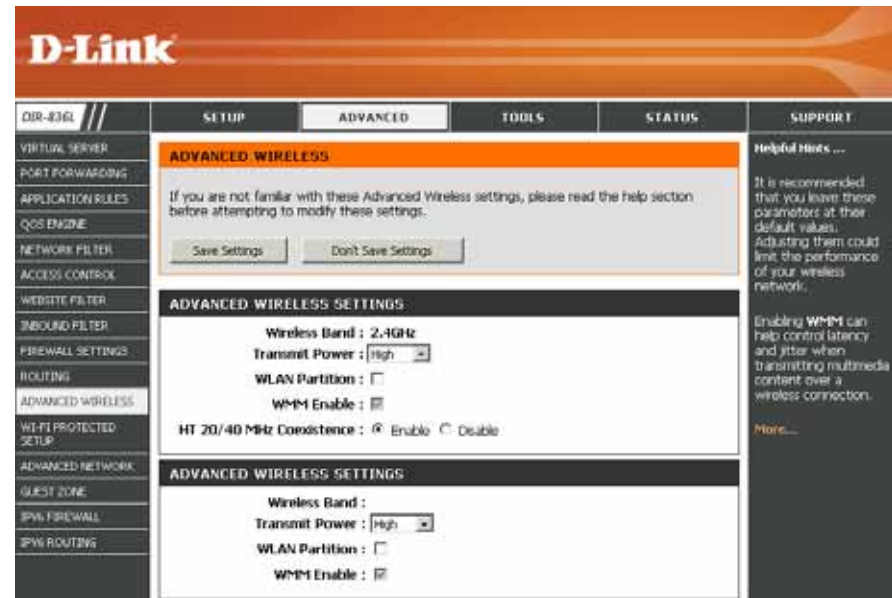 D-Link
DIR-836L
SETUP
ADVANCED
TOOLS
STATUS
SUPPORT
VIRTUAL SERVER
PORT FORWARDING
APPLICATION RULES
QOS ENGINE
NETWORK FILTER
ACCESS CONTROL
WEBSITE FILTER
INBOUND FILTER
FIREWALL SETTINGS
ROUTING
ADVANCED WIRELESS
WI-FI PROTECTED
SETUP
ADVANCED NETWORK
GUEST ZONE
IPV6 FIREWALL
IPV6 ROUTING
ADVANCED WIRELESS
If you are not familiar with these Advanced Wireless settings, please read the help section
before attempting to modify these settings.
Save Settings
Don't Save Settings
ADVANCED WIRELESS SETTINGS
Wireless Band : 2.4GHz
Transmit Power : High
WLAN Partition :
WMM Enable :
HT 20/40 MHz Coexistence : Enable Disable
ADVANCED WIRELESS SETTINGS
Wireless Band :
Transmit Power : High
WLAN Partition :
WMM Enable :
Helpful Hints ...
It is recommended
that you leave these
parameters at their
default values.
Adjusting them could
limit the performance
of your wireless
network.
Enabling WMM can
help control latency
and jitter when
transmitting multimedia
content over a
wireless connection.
More...